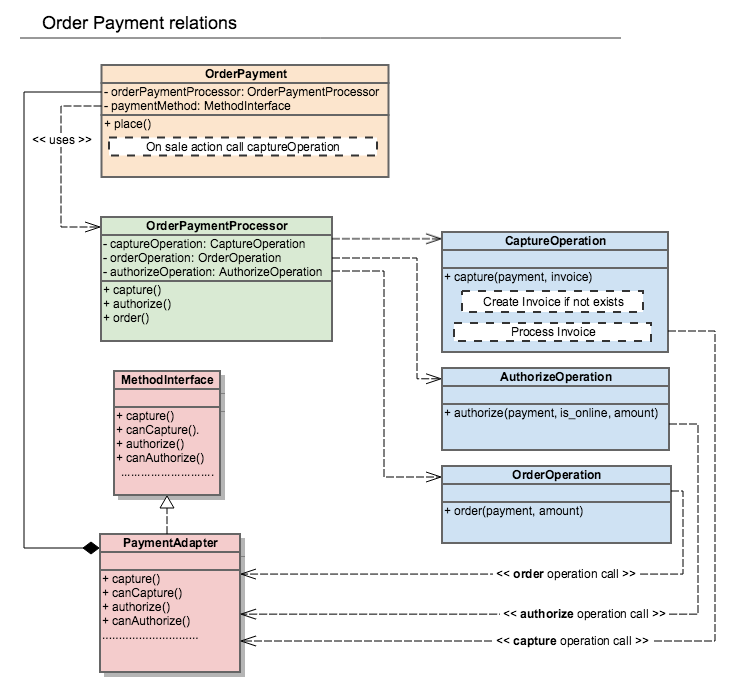 Order Payment relations
OrderPayment
- orderPaymentProcessor: OrderPaymentProcessor
- paymentMethod: MethodInterface
+ place()
On sale action call captureOperation
<< uses >>
OrderPaymentProcessor
- captureOperation: CaptureOperation
- orderOperation: OrderOperation
- authorizeOperation: AuthorizeOperation
+ capture()
+ authorize()
+ order()
CaptureOperation
+ capture(payment, invoice)
Create Invoice if not exists
Process Invoice
AuthorizeOperation
+ authorize(payment, is_online, amount)
OrderOperation
+ order(payment, amount)
MethodInterface
+ capture()
+ canCapture().
+ authorize()
+ canAuthorize()
............................
PaymentAdapter
+ capture()
+ canCapture()
+ authorize()
+ canAuthorize()
.............................
<< order operation call >>
<< authorize operation call >>
<< capture operation call >>